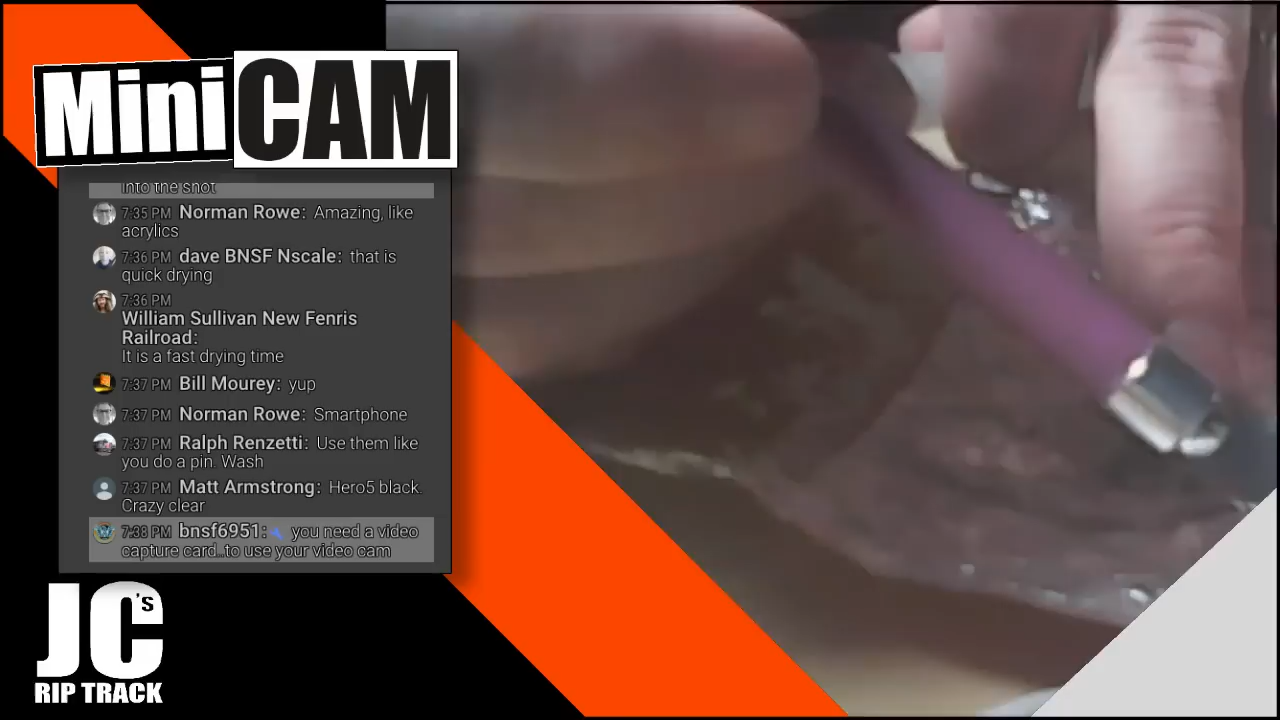 MiniCAM
into the shot
7:35 PM Norman Rowe: Amazing, like
acrylics
7:36 PM dave BNSF Nscale: that is
quick drying
7:36 PM
William Sullivan New Fenris
Railroad:
It is a fast drying time
7:37 PM Bill Mourey: yup
7:37 PM Norman Rowe: Smartphone
7:37 PM Ralph Renzetti: Use them like
you do a pin. Wash
7:37 PM Matt Armstrong: Hero5 black.
Crazy clear
7:38 PM bnsf6951: you need a video
capture card..to use your video cam
JC's
RIP TRACK